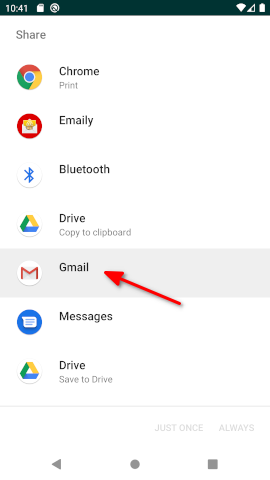 10:41
Share
Chrome
Print
Emaily
Bluetooth
Drive
Copy to clipboard
Gmail
Messages
Drive
Save to Drive
JUST ONCE ALWAYS